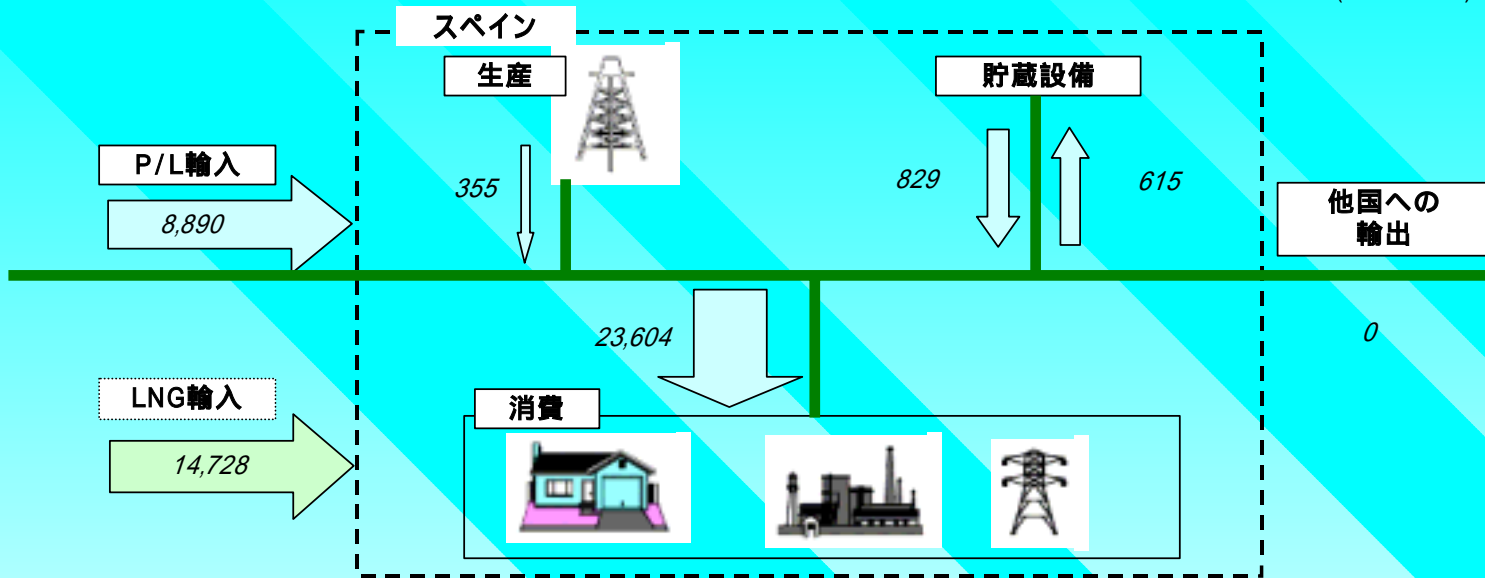 スペイン
生産
貯蔵設備
P/L輸入
8,890
355
829
615
他国への
輸出
23,604
0
LNG輸入
14,728
消費